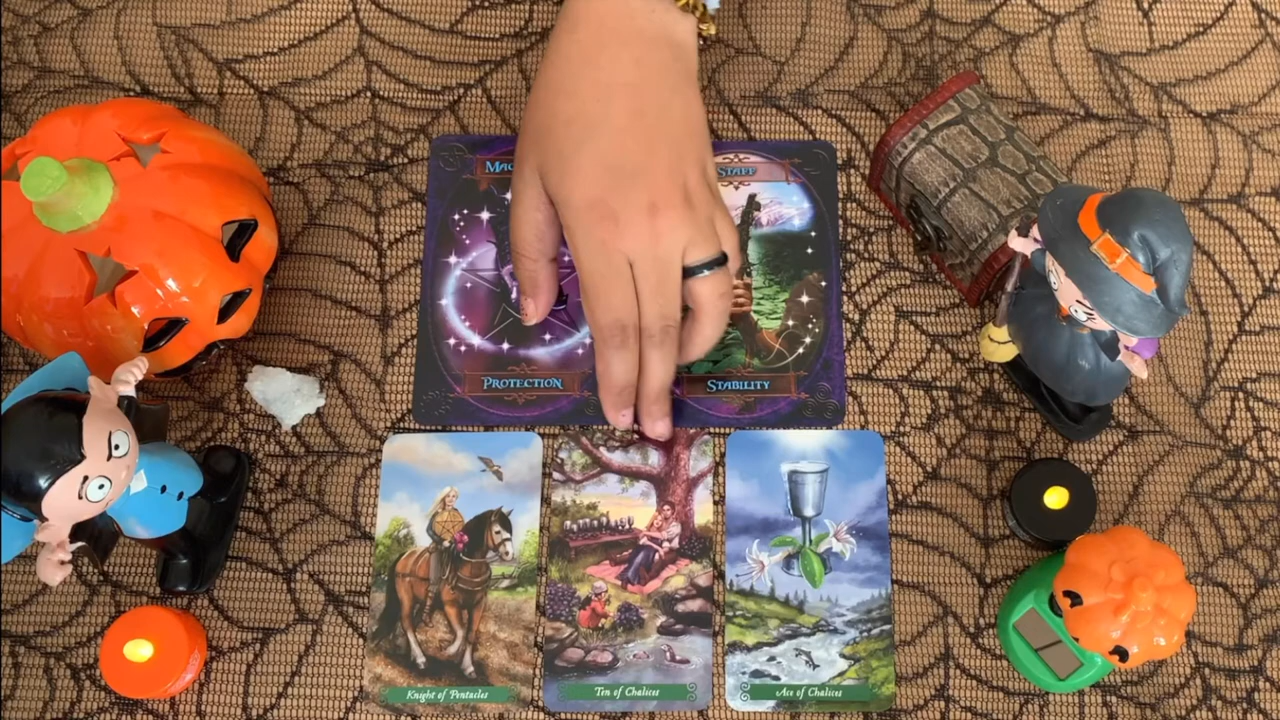 STAFF
PROTECTION
STABILITY
Knight of Pentacles
Ten of Chalices
Ace of Chalices